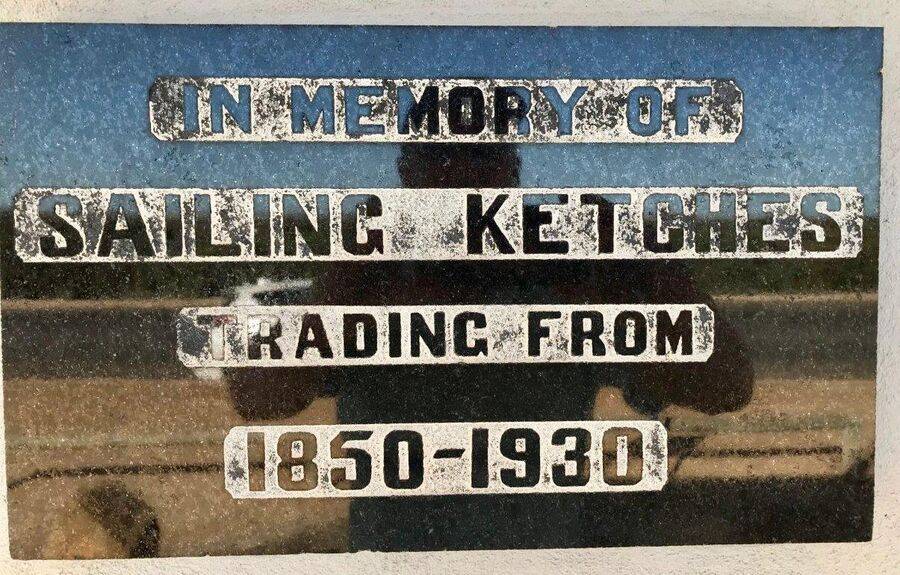 IN MEMORY OF
SAILING KETCHES
TRADING FROM
1850-1930